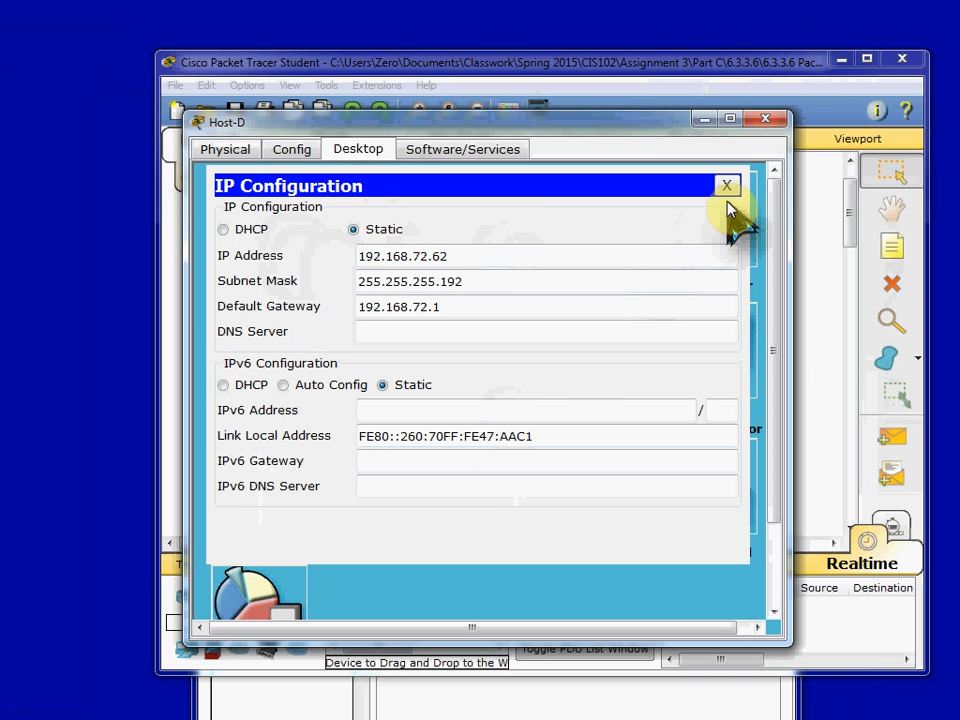 Cisco Packet Tracer Student - C:\Users\Zero\Documents\Classwork\Spring 2015\CIS102\Assignment 3\Part C\6.3.3.6\6.3.3.6 Pac...
File Edit Options View Tools Extensions Help
Host-D
Physical Config Desktop Software/Services
Viewport
IP Configuration
X
IP Configuration
DHCP Static
IP Address 192.168.72.62
Subnet Mask 255.255.255.192
Default Gateway 192.168.72.1
DNS Server
IPv6 Configuration
DHCP Auto Config Static
IPv6 Address /
Link Local Address FE80::260:70FF:FE47:AAC1
IPv6 Gateway
IPv6 DNS Server
or
Realtime
Source Destination
Toggle PDU List Window
Device to Drag and Drop to the W